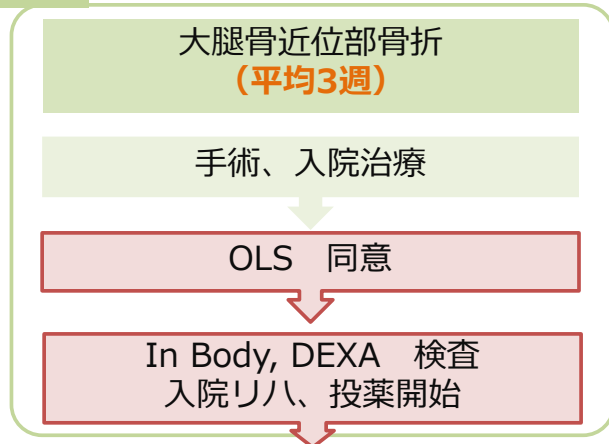 大腿骨近位部骨折
（平均3週）
手術、入院治療
OLS　同意
In Body, DEXA　検査
入院リハ、投薬開始